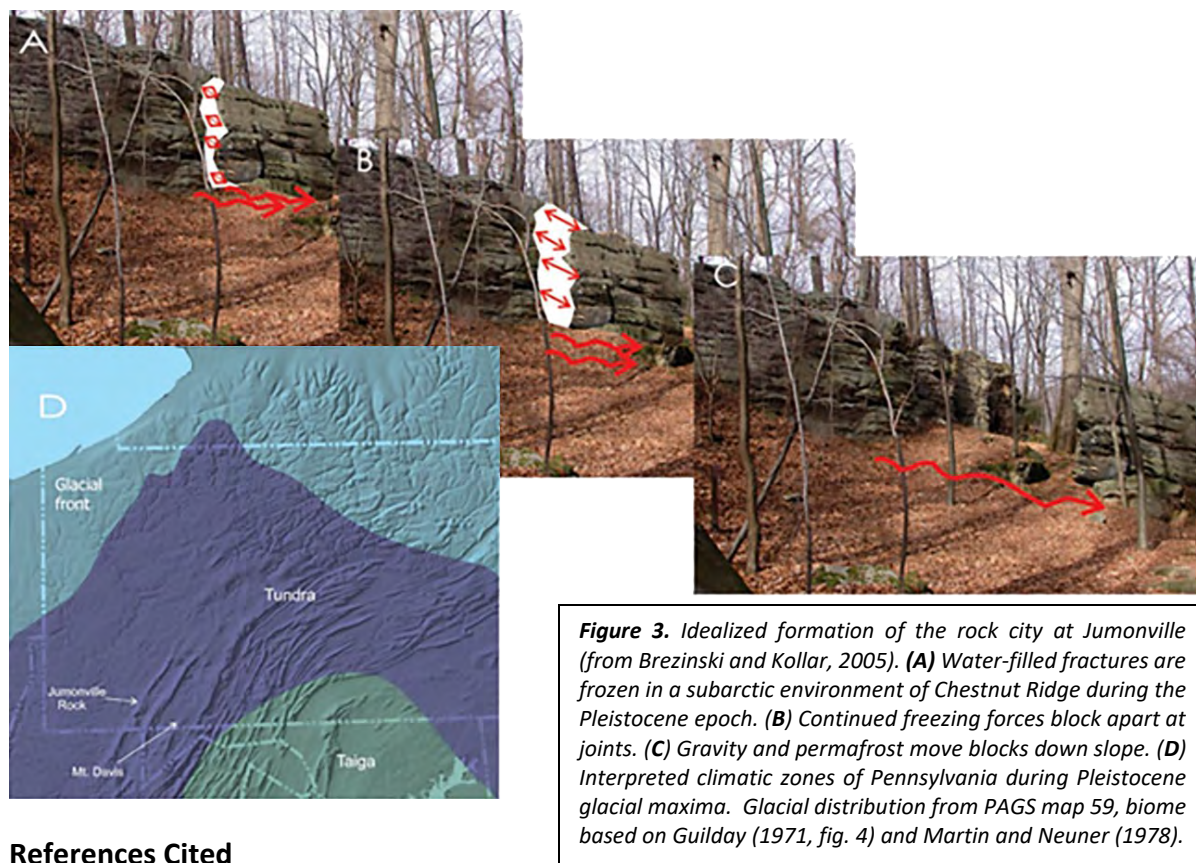 A
B
C
D
Glacial
front
Tundra
Jumonville
Rock
Mt. Davis
Taiga
Figure 3. Idealized formation of the rock city at Jumonville
(from Brezinski and Kollar, 2005). (A) Water-filled fractures are
frozen in a subarctic environment of Chestnut Ridge during the
Pleistocene epoch. (B) Continued freezing forces block apart at
joints. (C) Gravity and permafrost move blocks down slope. (D)
Interpreted climatic zones of Pennsylvania during Pleistocene
glacial maxima. Glacial distribution from PAGS map 59, biome
based on Guilday (1971, fig. 4) and Martin and Neuner (1978).
References Cited